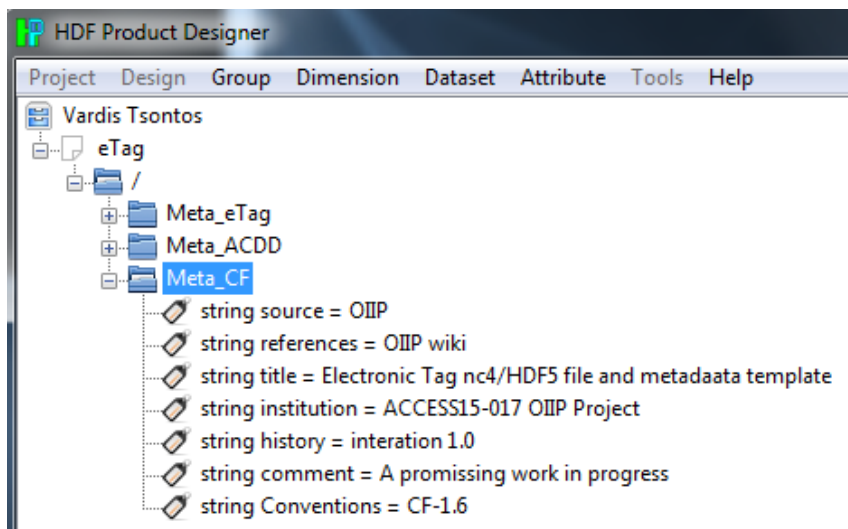 HDF Product Designer
Project Design Group Dimension Dataset Attribute Tools Help
Vardis Tsontos
eTag
/
Meta_eTag
Meta_ACDD
Meta_CF
string source = OIIP
string references = OIIP wiki
string title = Electronic Tag nc4/HDF5 file and metadaata template
string institution = ACCESS15-017 OIIP Project
string history = interation 1.0
string comment = A promissing work in progress
string Conventions = CF-1.6